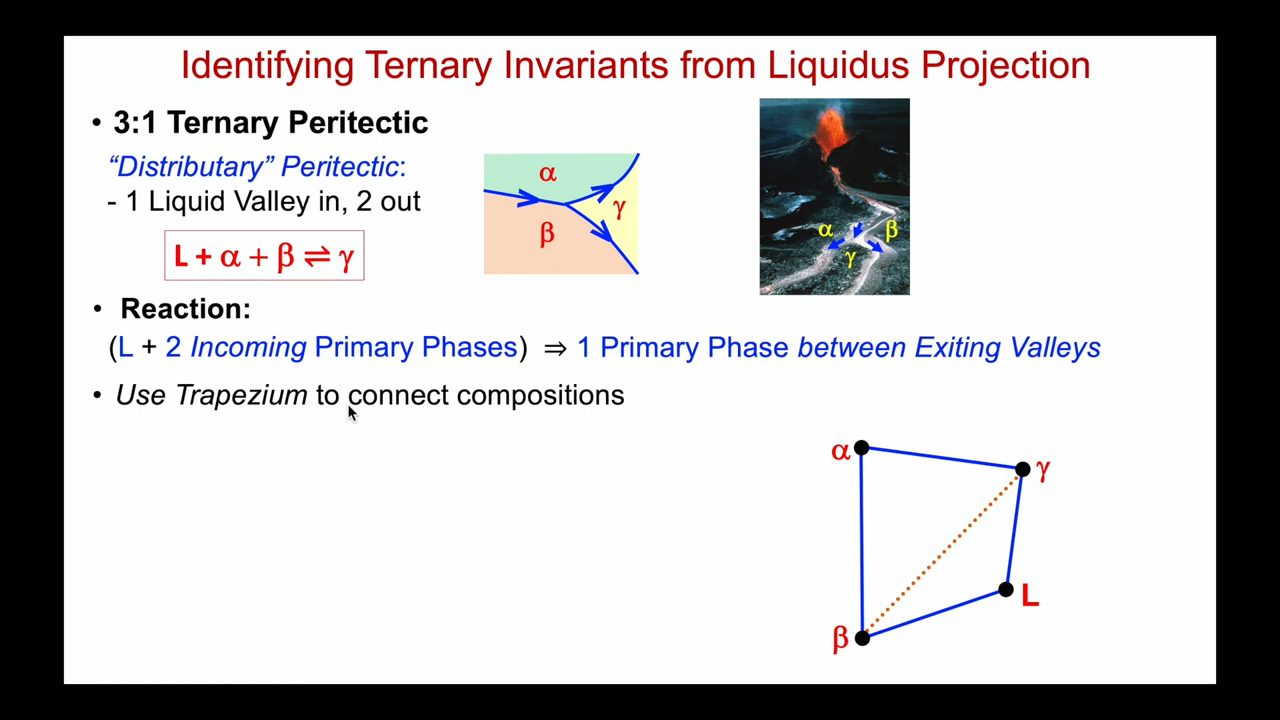 Identifying Ternary Invariants from Liquidus Projection
• 3:1 Ternary Peritectic
“Distributary” Peritectic:
- 1 Liquid Valley in, 2 out
L + α + β ⇌ γ
α
β
γ
α
β
γ
• Reaction:
(L + 2 Incoming Primary Phases) ⇒ 1 Primary Phase between Exiting Valleys
• Use Trapezium to connect compositions
α
γ
L
β